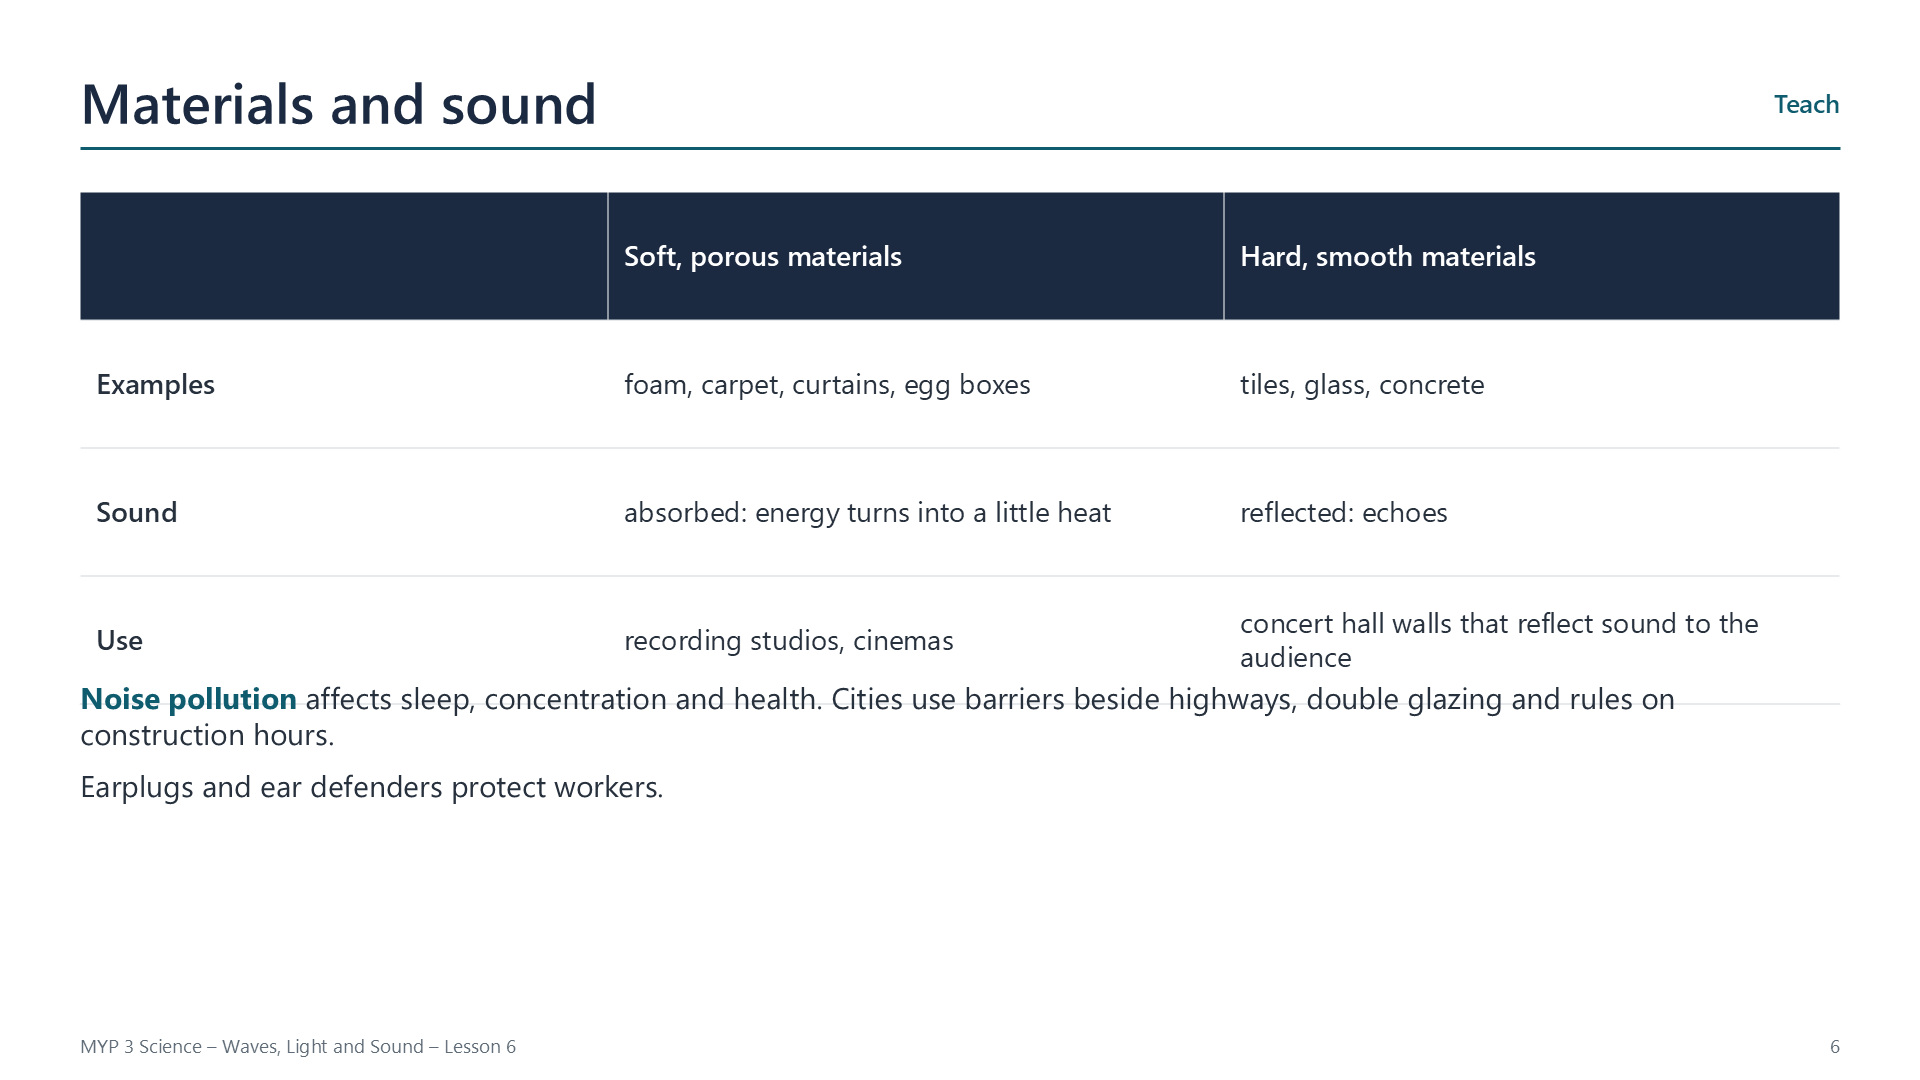 Materials and sound
Teach
Soft, porous materials
Hard, smooth materials
Examples
foam, carpet, curtains, egg boxes
tiles, glass, concrete
Sound
absorbed: energy turns into a little heat
reflected: echoes
Use
recording studios, cinemas
concert hall walls that reflect sound to the
audience
Noise pollution affects sleep, concentration and health. Cities use barriers beside highways, double glazing and rules on
construction hours.
Earplugs and ear defenders protect workers.
MYP 3 Science – Waves, Light and Sound – Lesson 6
6